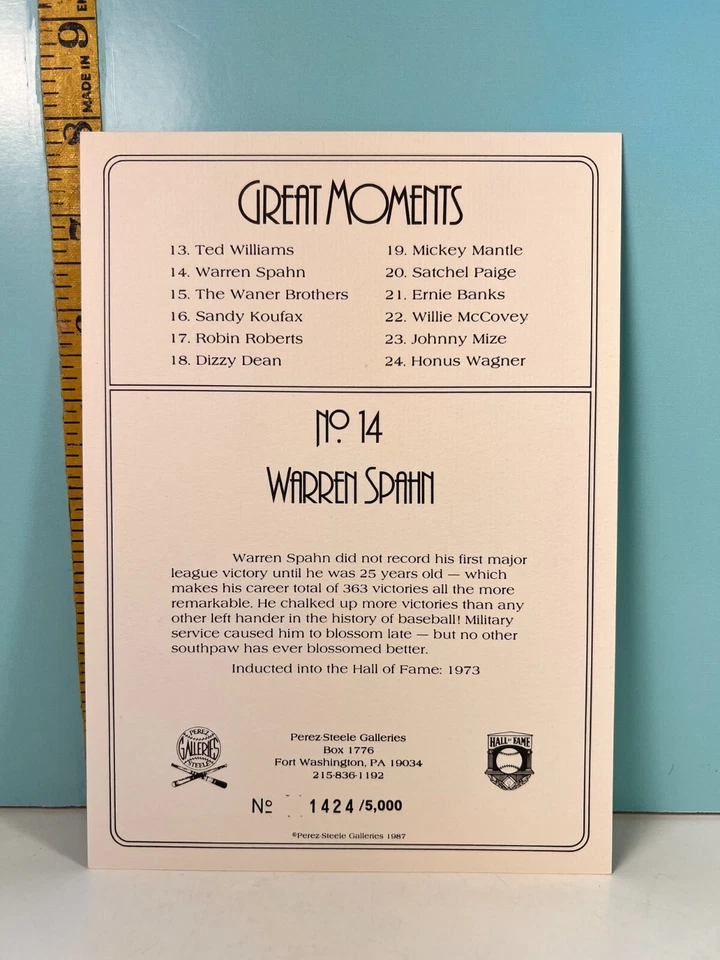 9
MADE IN
8
7
GREAT MOMENTS
13. Ted Williams
14. Warren Spahn
15. The Waner Brothers
16. Sandy Koufax
17. Robin Roberts
18. Dizzy Dean
19. Mickey Mantle
20. Satchel Paige
21. Ernie Banks
22. Willie McCovey
23. Johnny Mize
24. Honus Wagner
Nº. 14
WARREN SPAHN
Warren Spahn did not record his first major
league victory until he was 25 years old — which
makes his career total of 363 victories all the more
remarkable. He chalked up more victories than any
other left hander in the history of baseball! Military
service caused him to blossom late — but no other
southpaw has ever blossomed better.
Inducted into the Hall of Fame: 1973
PEREZ
GALLERIES
STEELE
Perez-Steele Galleries
Box 1776
Fort Washington, PA 19034
215-836-1192
HALL OF FAME
Nº 1424 /5,000
©Perez-Steele Galleries 1987